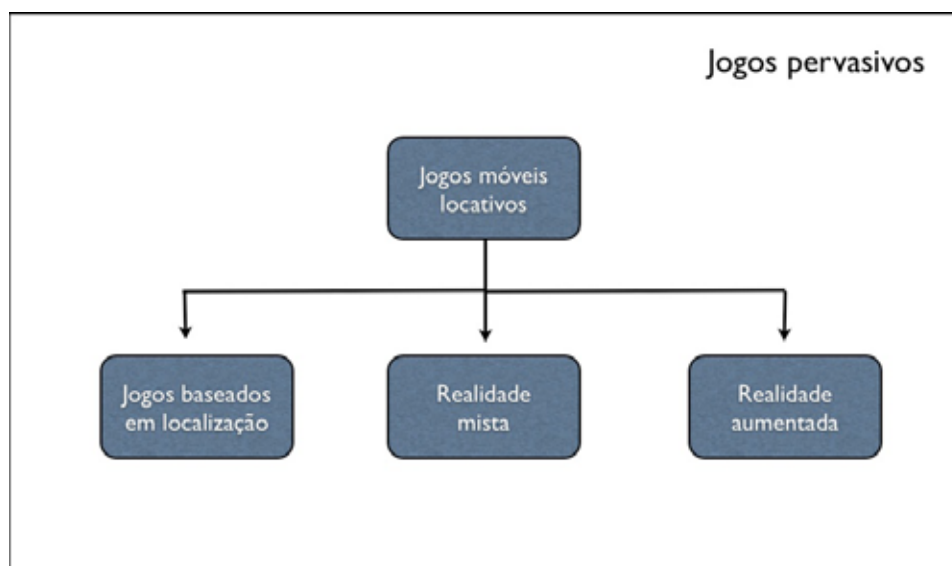 Jogos pervasivos
Jogos móveis
locativos
Jogos baseados
em localização
Realidade
mista
Realidade
aumentada